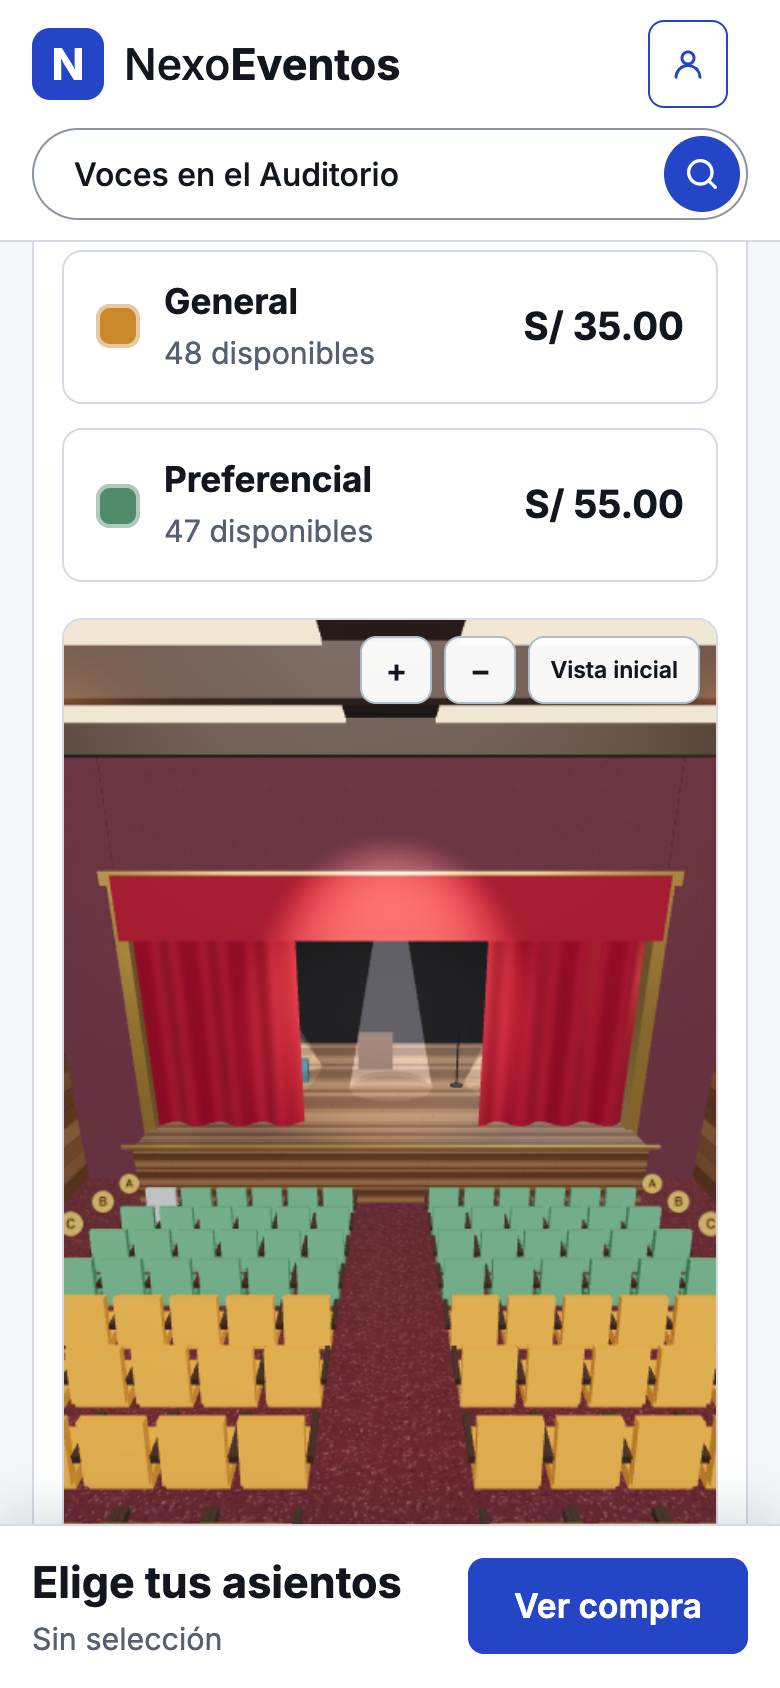 N NexoEventos
Voces en el Auditorio
General
48 disponibles
S/ 35.00
Preferencial
47 disponibles
S/ 55.00
+ − Vista inicial
A A
B B
C C
Elige tus asientos
Sin selección
Ver compra